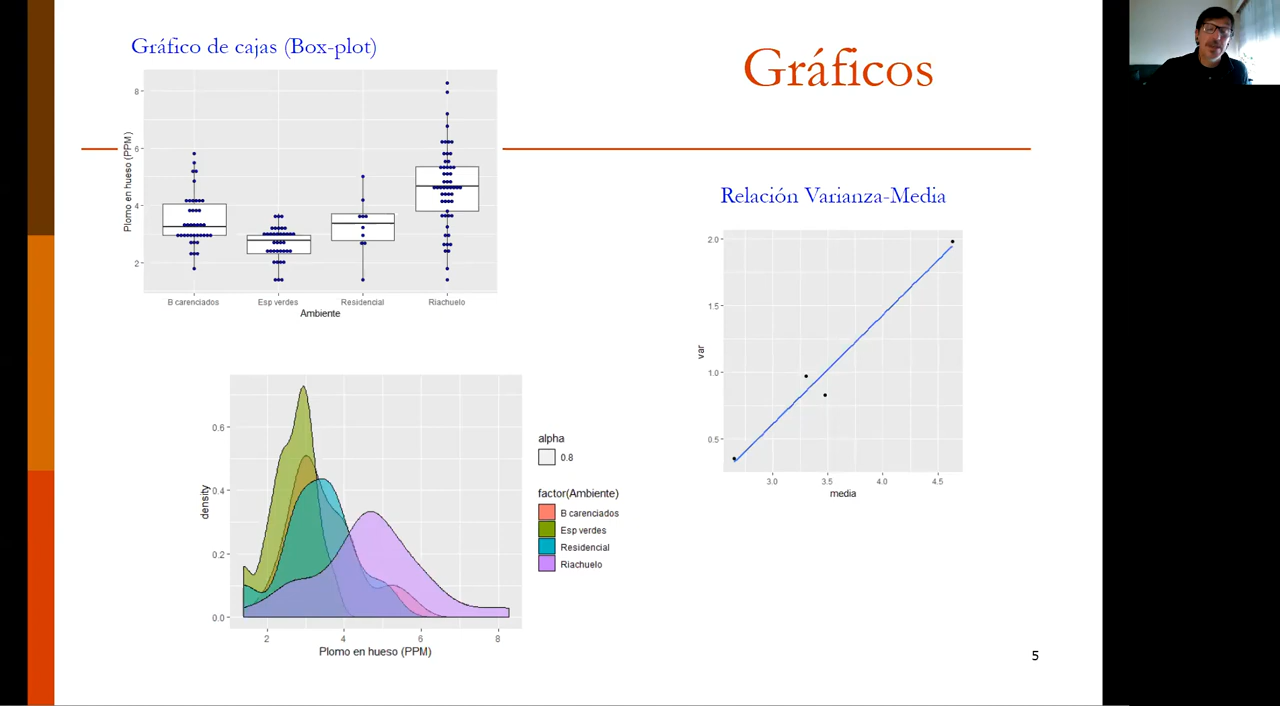 Gráfico de cajas (Box-plot)
Gráficos
Plomo en hueso (PPM)
8
6
4
2
B carenciados Esp verdes Residencial Riachuelo
Ambiente
Relación Varianza-Media
var
2.0
1.5
1.0
0.5
3.0 3.5 4.0 4.5
media
density
0.6
0.4
0.2
0.0
2 4 6 8
Plomo en hueso (PPM)
alpha
0.8
factor(Ambiente)
B carenciados
Esp verdes
Residencial
Riachuelo
5